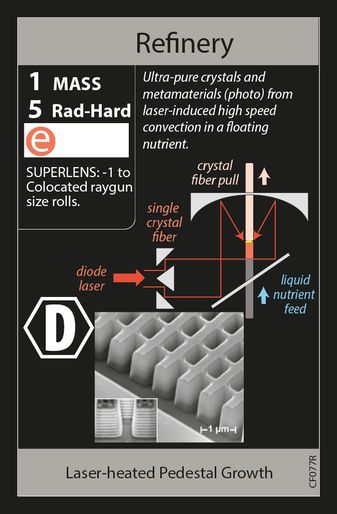 Refinery
1 MASS
5 Rad-Hard
e
SUPERLENS: -1 to
Colocated raygun
size rolls.
Ultra-pure crystals and
metamaterials (photo) from
laser-induced high speed
convection in a floating
nutrient.
crystal
fiber pull
single
crystal
fiber
diode
laser
liquid
nutrient
feed
D
1 µm
Laser-heated Pedestal Growth
CF077R